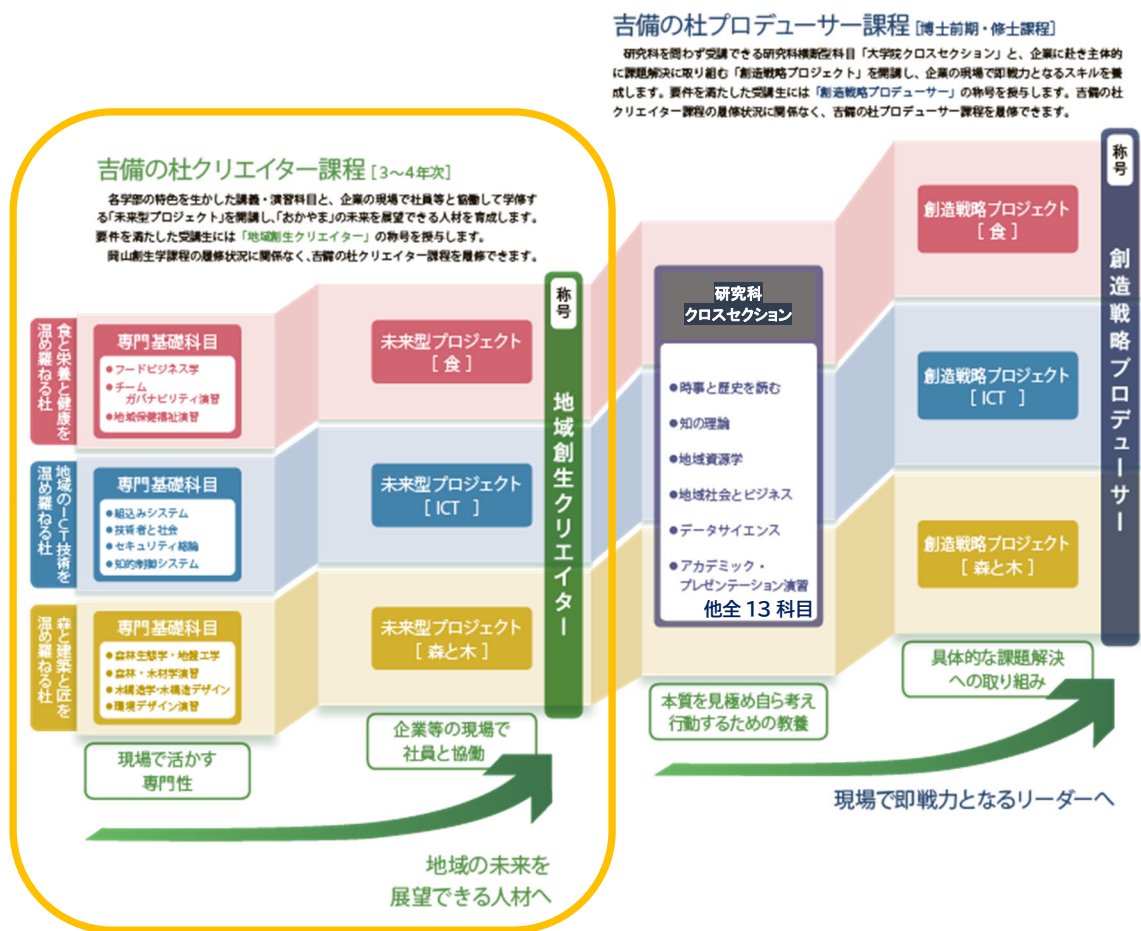 吉備の杜プロデューサー課程 [博士前期・修士課程]
研究科を問わず受講できる研究科横断型科目「大学院クロスセクション」と、企業に赴き主体的
に課題解決に取り組む「創造戦略プロジェクト」を開講し、企業の現場で即戦力となるスキルを養
成します。要件を満たした受講生には「創造戦略プロデューサー」の称号を授与します。吉備の杜
クリエイター課程の履修状況に関係なく、吉備の杜プロデューサー課程を履修できます。
吉備の杜クリエイター課程 [3〜4年次]
各学部の特色を生かした講義・演習科目と、企業の現場で社員等と協働して学修す
る「未来型プロジェクト」を開講し、「おかやま」の未来を展望できる人材を育成します。
要件を満たした受講生には「地域創生クリエイター」の称号を授与します。
岡山創生学課程の履修状況に関係なく、吉備の杜クリエイター課程を履修できます。
食と栄養と健康を
温め羅ねる杜
専門基礎科目
●フードビジネス学
●チーム
ガバナビリティ演習
●地域保健福祉演習
未来型プロジェクト
[ 食 ]
地域のICT技術を
温め羅ねる杜
専門基礎科目
●組込みシステム
●技術者と社会
●セキュリティ総論
●知的制御システム
未来型プロジェクト
[ ICT ]
森と建築と匠を
温め羅ねる杜
専門基礎科目
●森林生態学・地盤工学
●森林・木材学演習
●木構造学・木構造デザイン
●環境デザイン演習
未来型プロジェクト
[ 森と木 ]
称号
地域創生クリエイター
現場で活かす
専門性
企業等の現場で
社員と協働
地域の未来を
展望できる人材へ
研究科
クロスセクション
●時事と歴史を読む
●知の理論
●地域資源学
●地域社会とビジネス
●データサイエンス
●アカデミック・
プレゼンテーション演習
他全 13 科目
創造戦略プロジェクト
[ 食 ]
創造戦略プロジェクト
[ ICT ]
創造戦略プロジェクト
[ 森と木 ]
称号
創造戦略プロデューサー
本質を見極め自ら考え
行動するための教養
具体的な課題解決
への取り組み
現場で即戦力となるリーダーへ